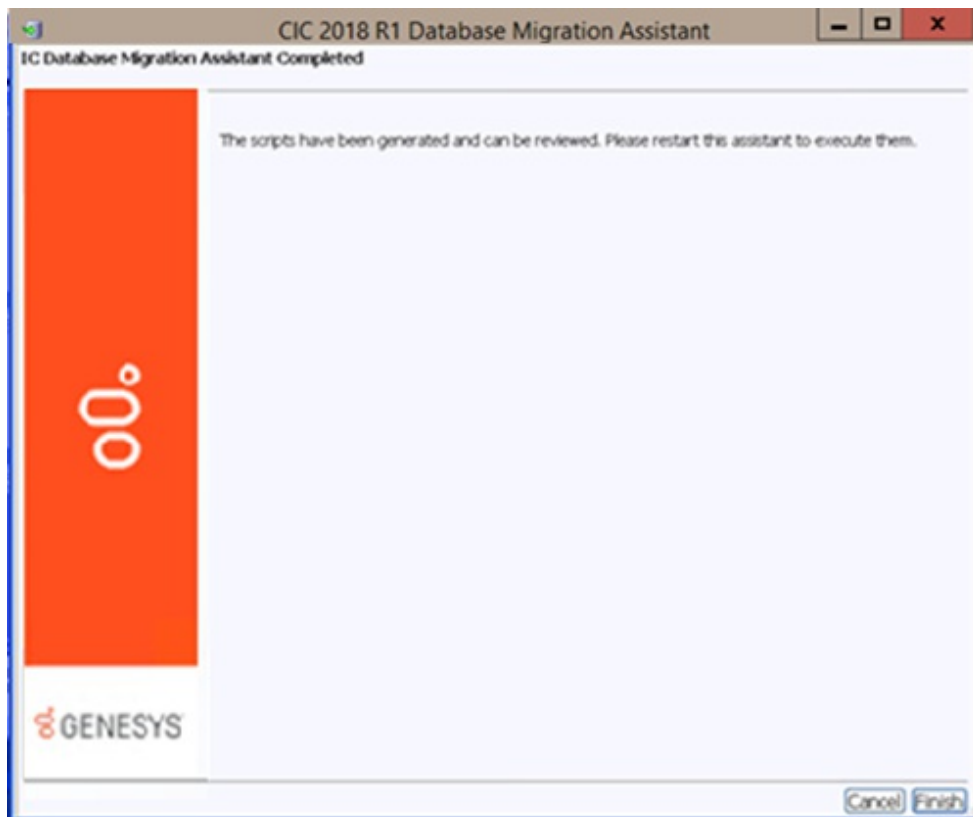 CIC 2018 R1 Database Migration Assistant
IC Database Migration Assistant Completed
The scripts have been generated and can be reviewed. Please restart this assistant to execute them.
GENESYS
Cancel Finish